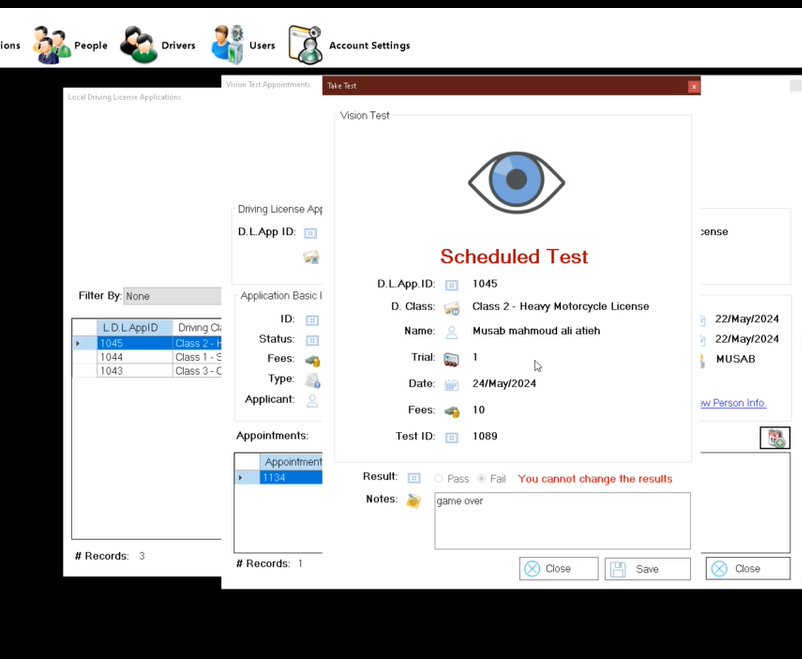 ions
People
Drivers
Users
Account Settings
Local Driving License Applications
Filter By:
None
L.D.L.AppID
1045
Class 2 - H
1044
Class 1 - S
1043
Class 3 - C
# Records: 3
Vision Test Appointments
Driving License App
D.L.App ID:
cense
Application Basic I
ID:
Status:
Fees:
Type:
Applicant:
22/May/2024
22/May/2024
MUSAB
ew Person Info.
Appointments:
Appointment
1134
# Records: 1
Close
Take Test
Vision Test
Scheduled Test
D.L.App.ID: 1045
D. Class: Class 2 - Heavy Motorcycle License
Name: Musab mahmoud ali atieh
Trial: 1
Date: 24/May/2024
Fees: 10
Test ID: 1089
Result: Pass Fail You cannot change the results
Notes: game over
Close
Save